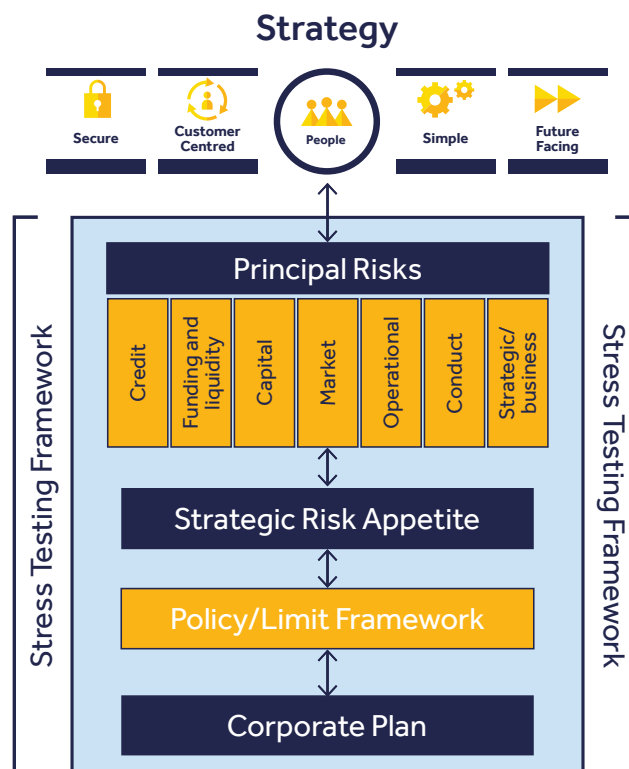 Strategy
Secure
Customer
Centred
People
Simple
Future
Facing
Stress Testing Framework
Principal Risks
Credit
Funding and
liquidity
Capital
Market
Operational
Conduct
Strategic/
business
Strategic Risk Appetite
Policy/Limit Framework
Corporate Plan
Stress Testing Framework